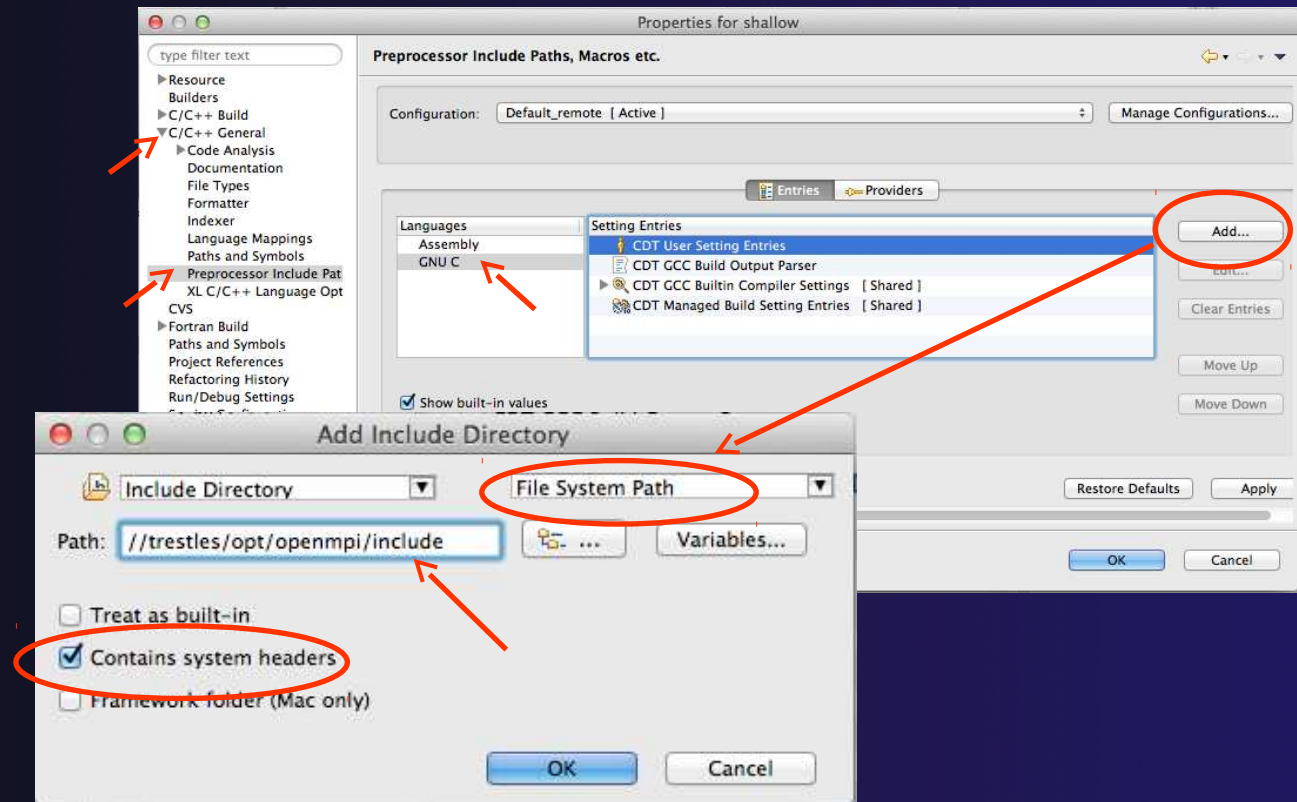 Properties for shallow
type filter text
Resource
Builders
C/C++ Build
C/C++ General
Code Analysis
Documentation
File Types
Formatter
Indexer
Language Mappings
Paths and Symbols
Preprocessor Include Pat
XL C/C++ Language Opt
CVS
Fortran Build
Paths and Symbols
Project References
Refactoring History
Run/Debug Settings
Preprocessor Include Paths, Macros etc.
Configuration: Default_remote [ Active ] Manage Configurations...
Entries Providers
Languages
Assembly
GNU C
Setting Entries
CDT User Setting Entries
CDT GCC Build Output Parser
CDT GCC Builtin Compiler Settings [ Shared ]
CDT Managed Build Setting Entries [ Shared ]
Add...
Edit...
Clear Entries
Move Up
Move Down
Show built-in values
Restore Defaults Apply
OK Cancel
Add Include Directory
Include Directory File System Path
Path: //trestles/opt/openmpi/include ... Variables...
Treat as built-in
Contains system headers
Framework folder (Mac only)
OK Cancel